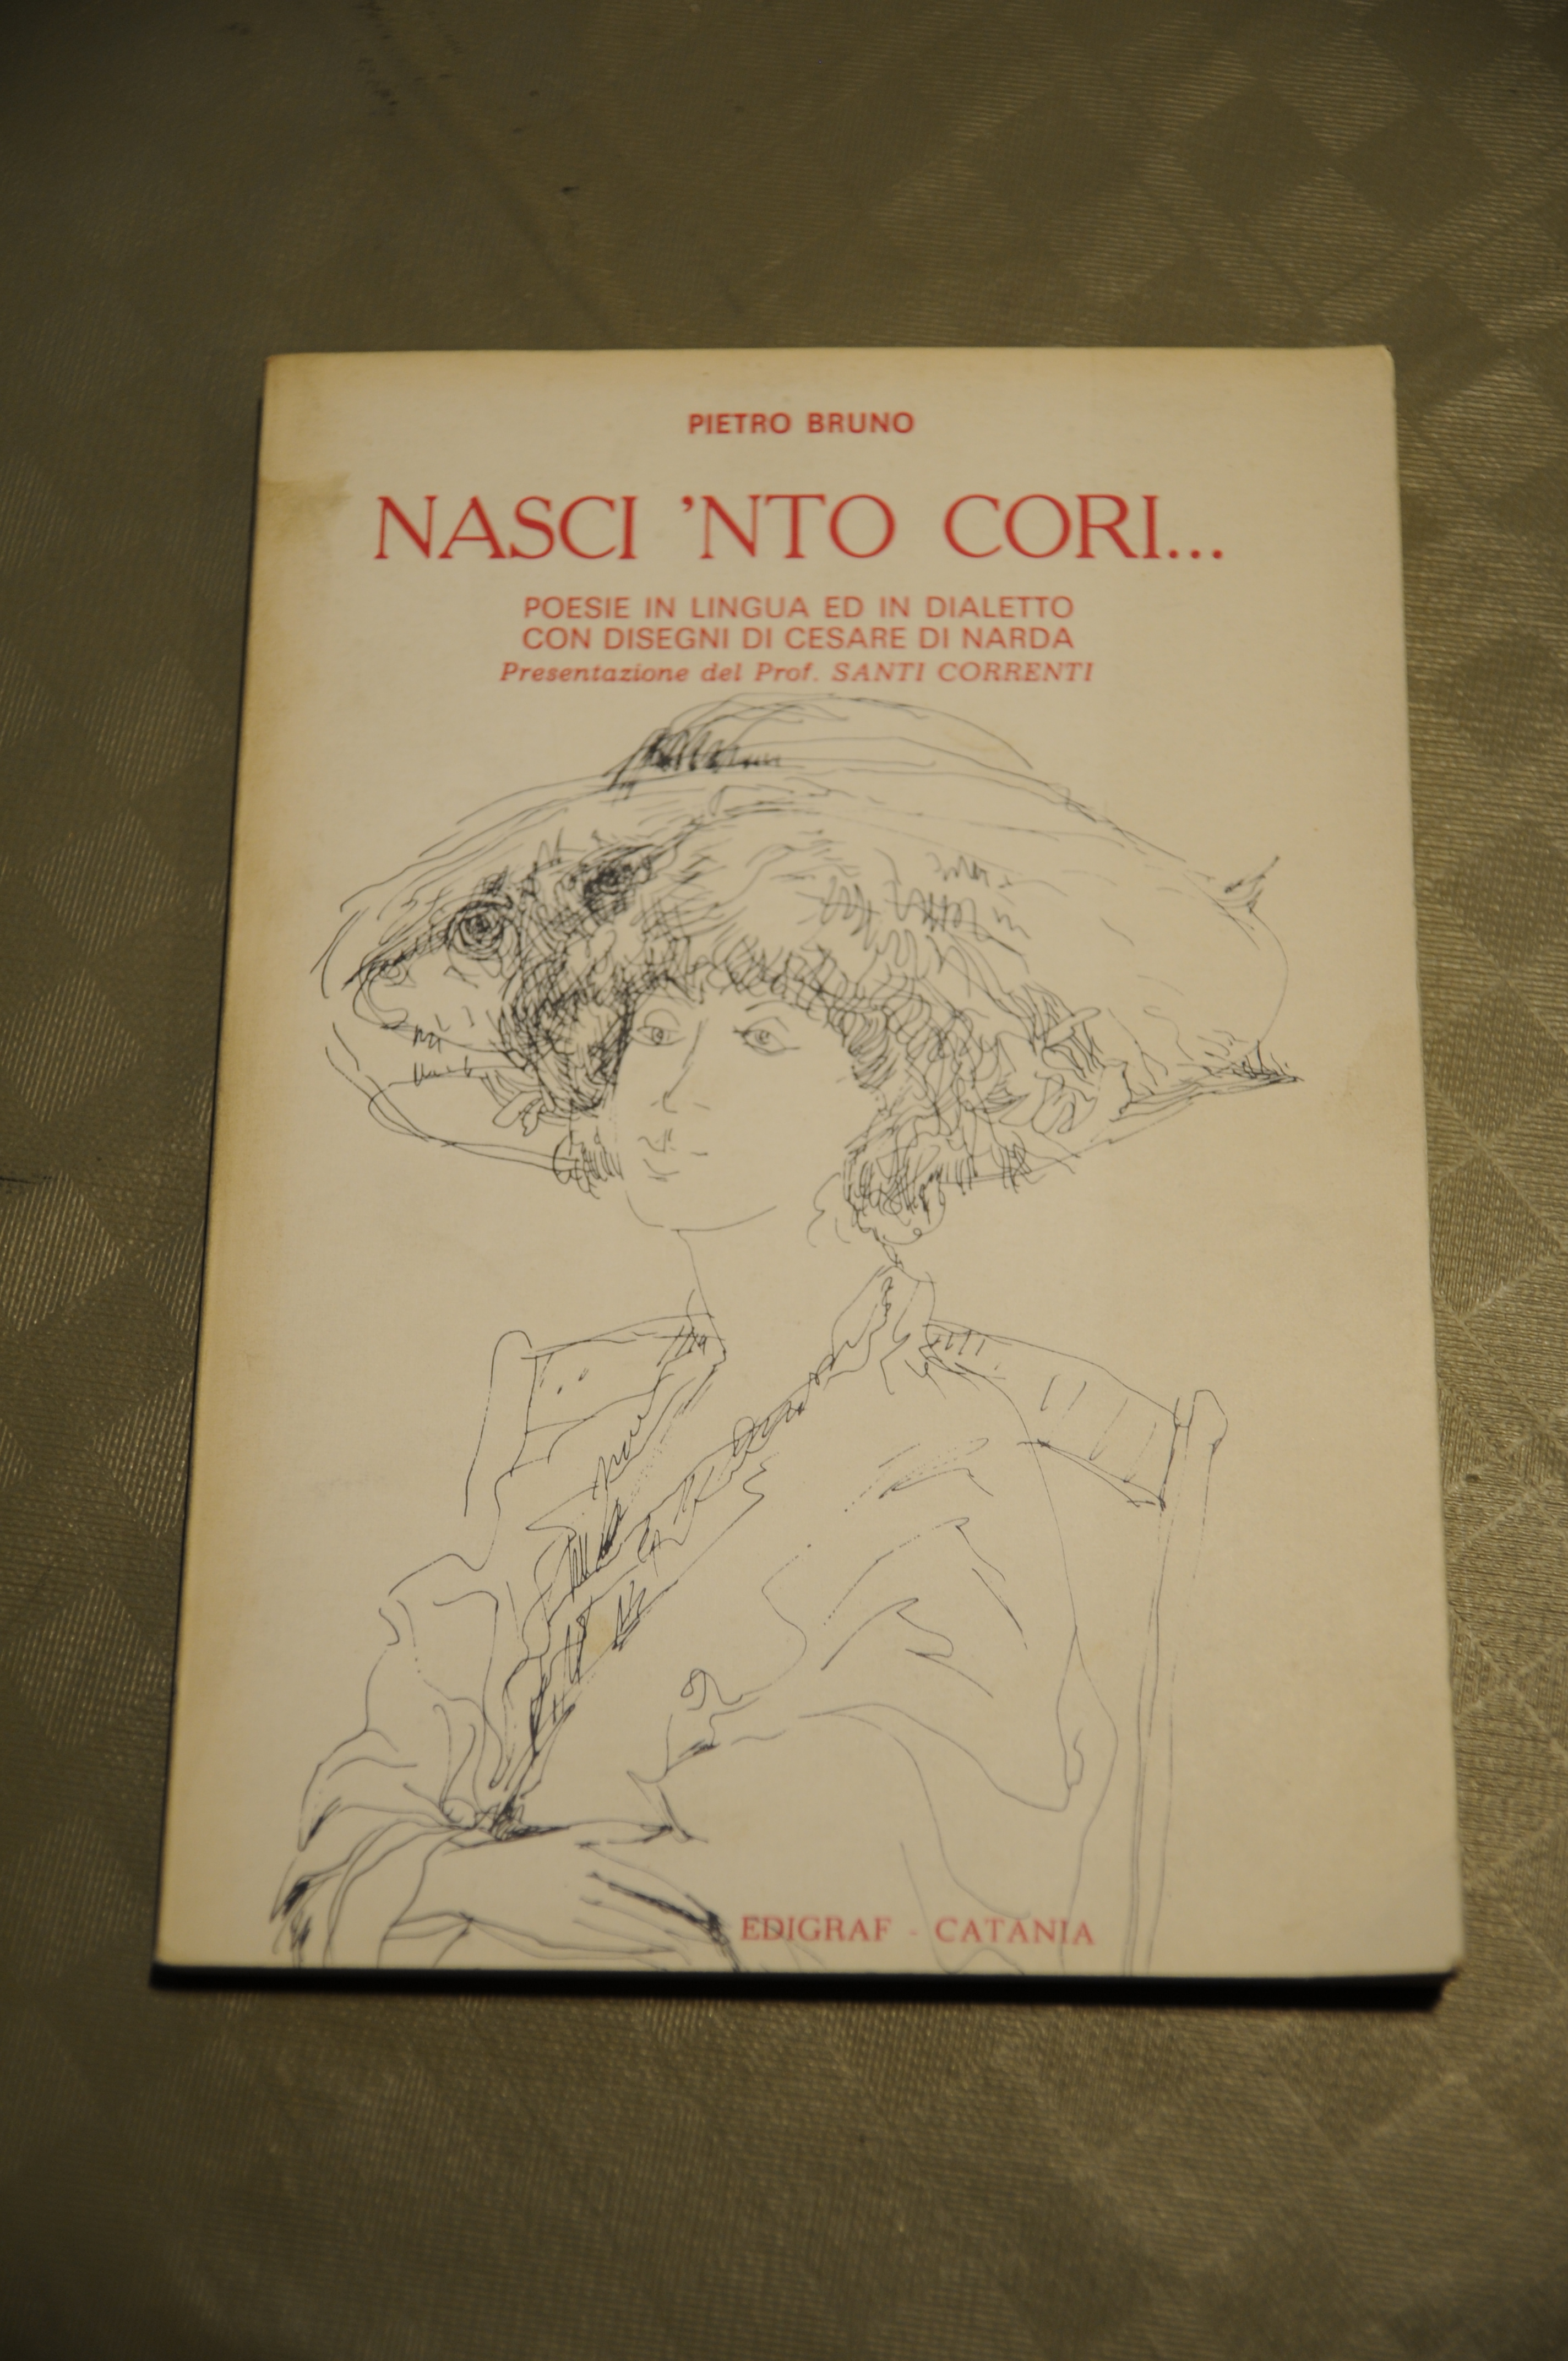 PIETRO BRUNO
NASCI 'NTO CORI...
POESIE IN LINGUA ED IN DIALETTO
CON DISEGNI DI CESARE DI NARDA
Presentazione del Prof. SANTI CORRENTI
EDIGRAF - CATANIA